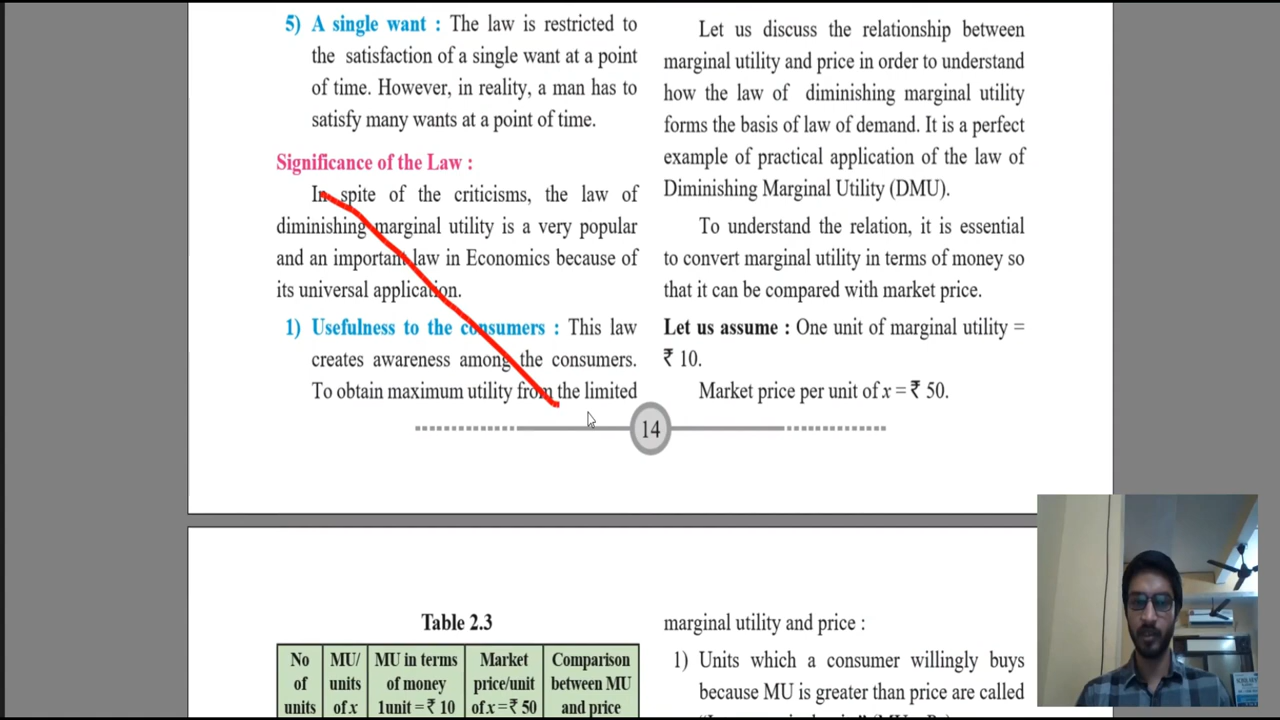 5) A single want : The law is restricted to
the satisfaction of a single want at a point
of time. However, in reality, a man has to
satisfy many wants at a point of time.
Significance of the Law :
In spite of the criticisms, the law of
diminishing marginal utility is a very popular
and an important law in Economics because of
its universal application.
1) Usefulness to the consumers : This law
creates awareness among the consumers.
To obtain maximum utility from the limited
Let us discuss the relationship between
marginal utility and price in order to understand
how the law of diminishing marginal utility
forms the basis of law of demand. It is a perfect
example of practical application of the law of
Diminishing Marginal Utility (DMU).
To understand the relation, it is essential
to convert marginal utility in terms of money so
that it can be compared with market price.
Let us assume : One unit of marginal utility =
₹ 10.
Market price per unit of x = ₹ 50.
14
Table 2.3
No
of
units
MU/
units
of x
MU in terms
of money
1unit = ₹ 10
Market
price/unit
of x = ₹ 50
Comparison
between MU
and price
marginal utility and price :
1) Units which a consumer willingly buys
because MU is greater than price are called